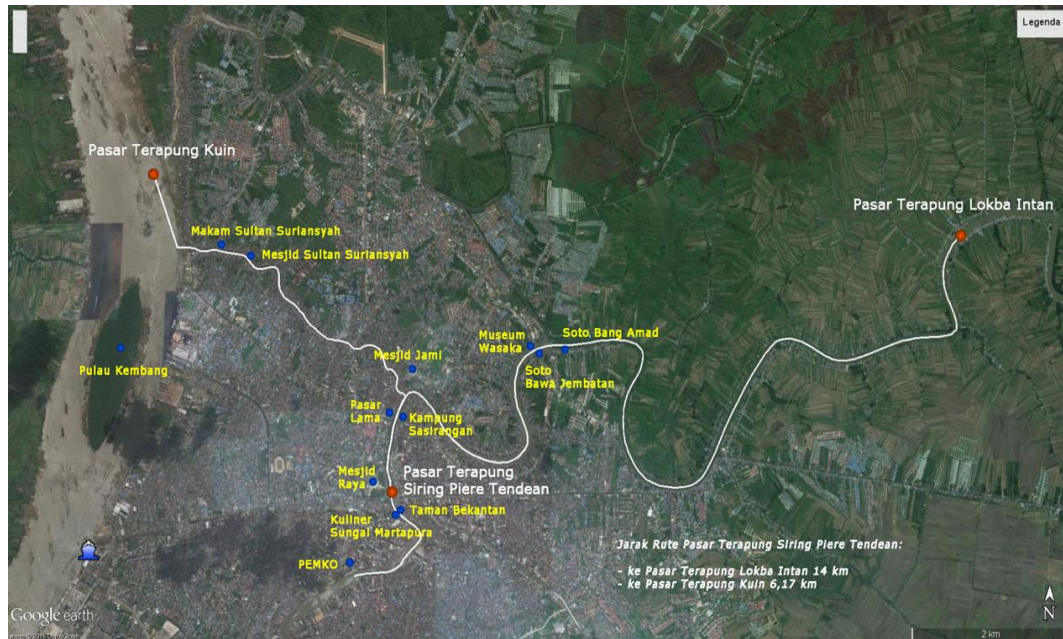 Legenda
Pasar Terapung Kuin
Pasar Terapung Lokba Intan
Makam Sultan Suriansyah
Mesjid Sultan Suriansyah
Museum
Wasaka
Soto Bang Amad
Soto
Bawa Jembatan
Mesjid Jami
Pulau Kembang
Pasar
Lama
Kampung
Sasirangan
Mesjid
Raya
Pasar Terapung
Siring Piere Tendean
Taman Bekantan
Kuliner
Sungai Martapura
PEMKO
Jarak Rute Pasar Terapung Siring Piere Tendean:
- ke Pasar Terapung Lokba Intan 14 km
- ke Pasar Terapung Kuin 6,17 km
Google earth
N
2 km